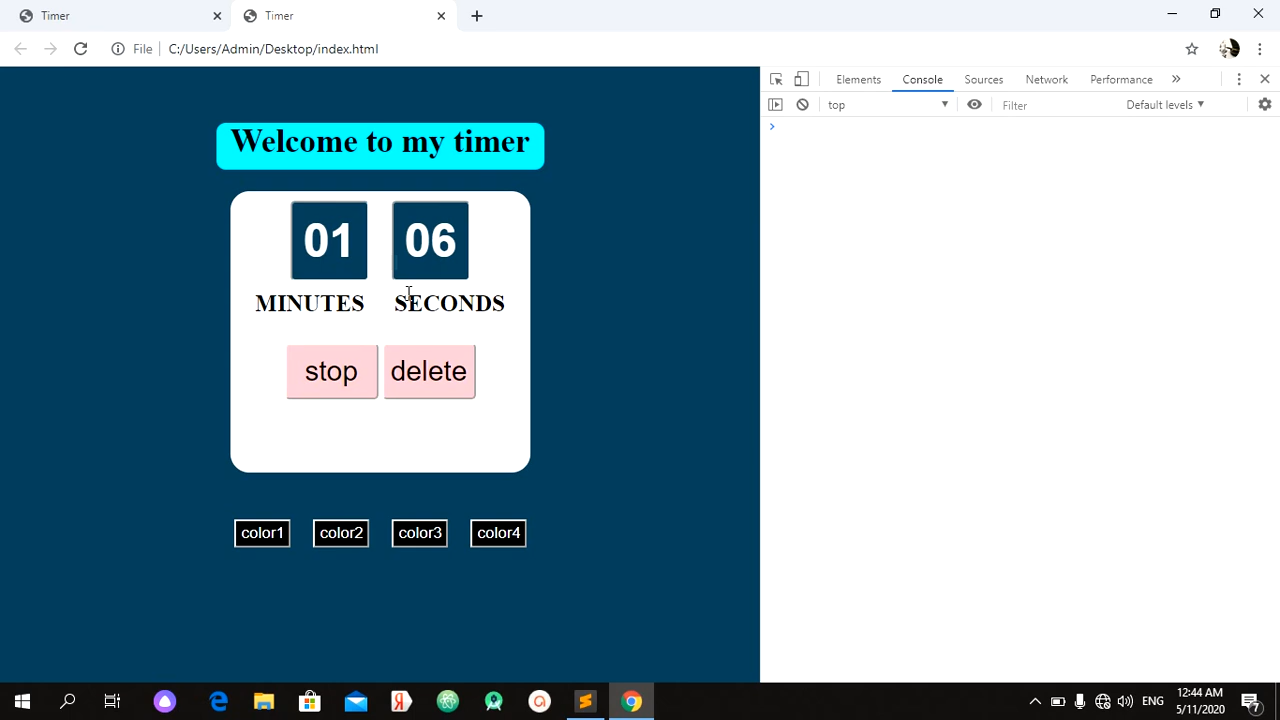 Timer
Timer
File
C:/Users/Admin/Desktop/index.html
Elements
Console
Sources
Network
Performance
top
Filter
Default levels
Welcome to my timer
01
06
MINUTES
SECONDS
stop
delete
color1
color2
color3
color4
ENG
12:44 AM
5/11/2020
7